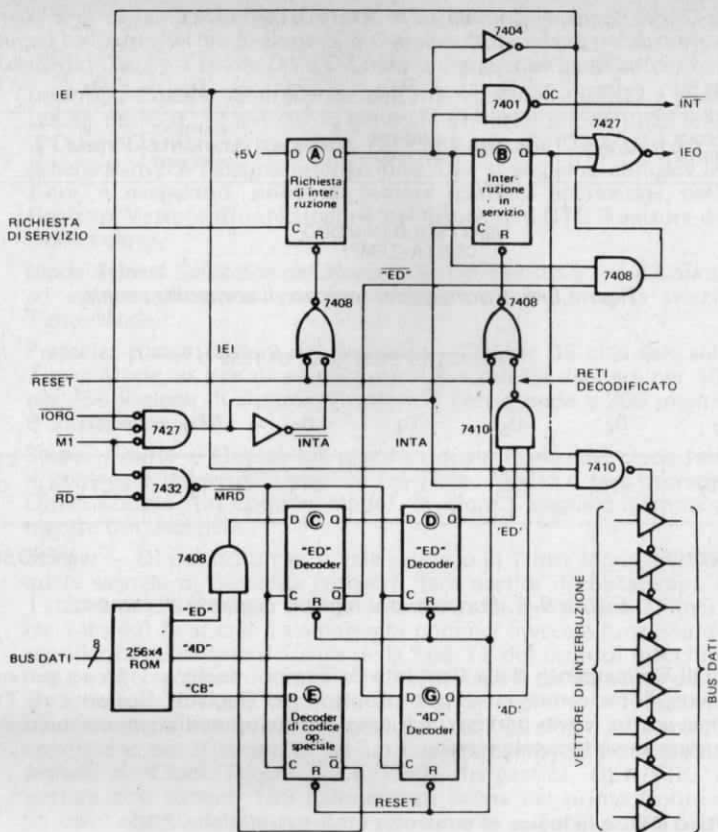 7404
IEI
7401
OC
INT
7427
IEO
+5V
D A Q
Richiesta
di inter-
ruzione
C
R
D B Q
Inter-
ruzione
in
servizio
C
R
RICHIESTA
DI SERVIZIO
7408
"ED"
7408
7408
IEI
RESET
RETI
DECODIFICATO
IORQ
7427
M1
INTA
INTA
7410
7410
7432
RD
MRD
7408
"ED"
D C Q
"ED"
Decoder
C
R
D D Q
"ED"
Decoder
C
R
'ED'
BUS DATI
8
256x4
ROM
"4D"
"CB"
D E Q
Decoder
di codice
op.
speciale
C
Q
R
D G Q
"4D"
Decoder
C
R
'4D'
RESET
VETTORE DI INTERRUZIONE
BUS DATI